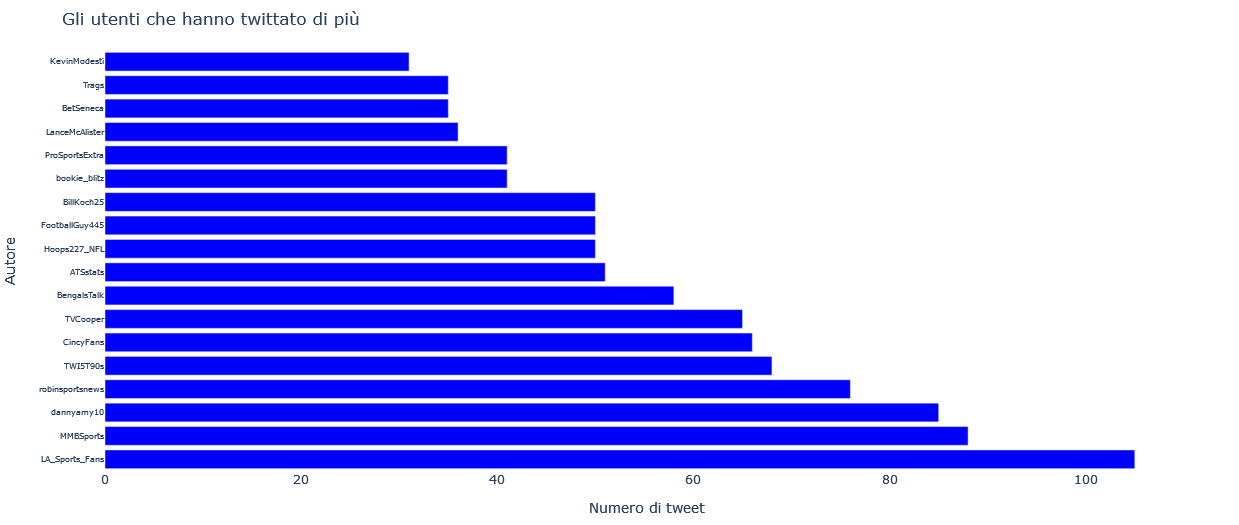 Gli utenti che hanno twittato di più
KevinModesti
Trags
BetSeneca
LanceMcAlister
ProSportsExtra
bookie_blitz
BillKoch25
FootballGuy445
Hoops227_NFL
ATSstats
BengalsTalk
TVCooper
CincyFans
TWI5T90s
robinsportsnews
dannyamy10
MMBSports
LA_Sports_Fans
Autore
0 20 40 60 80 100
Numero di tweet